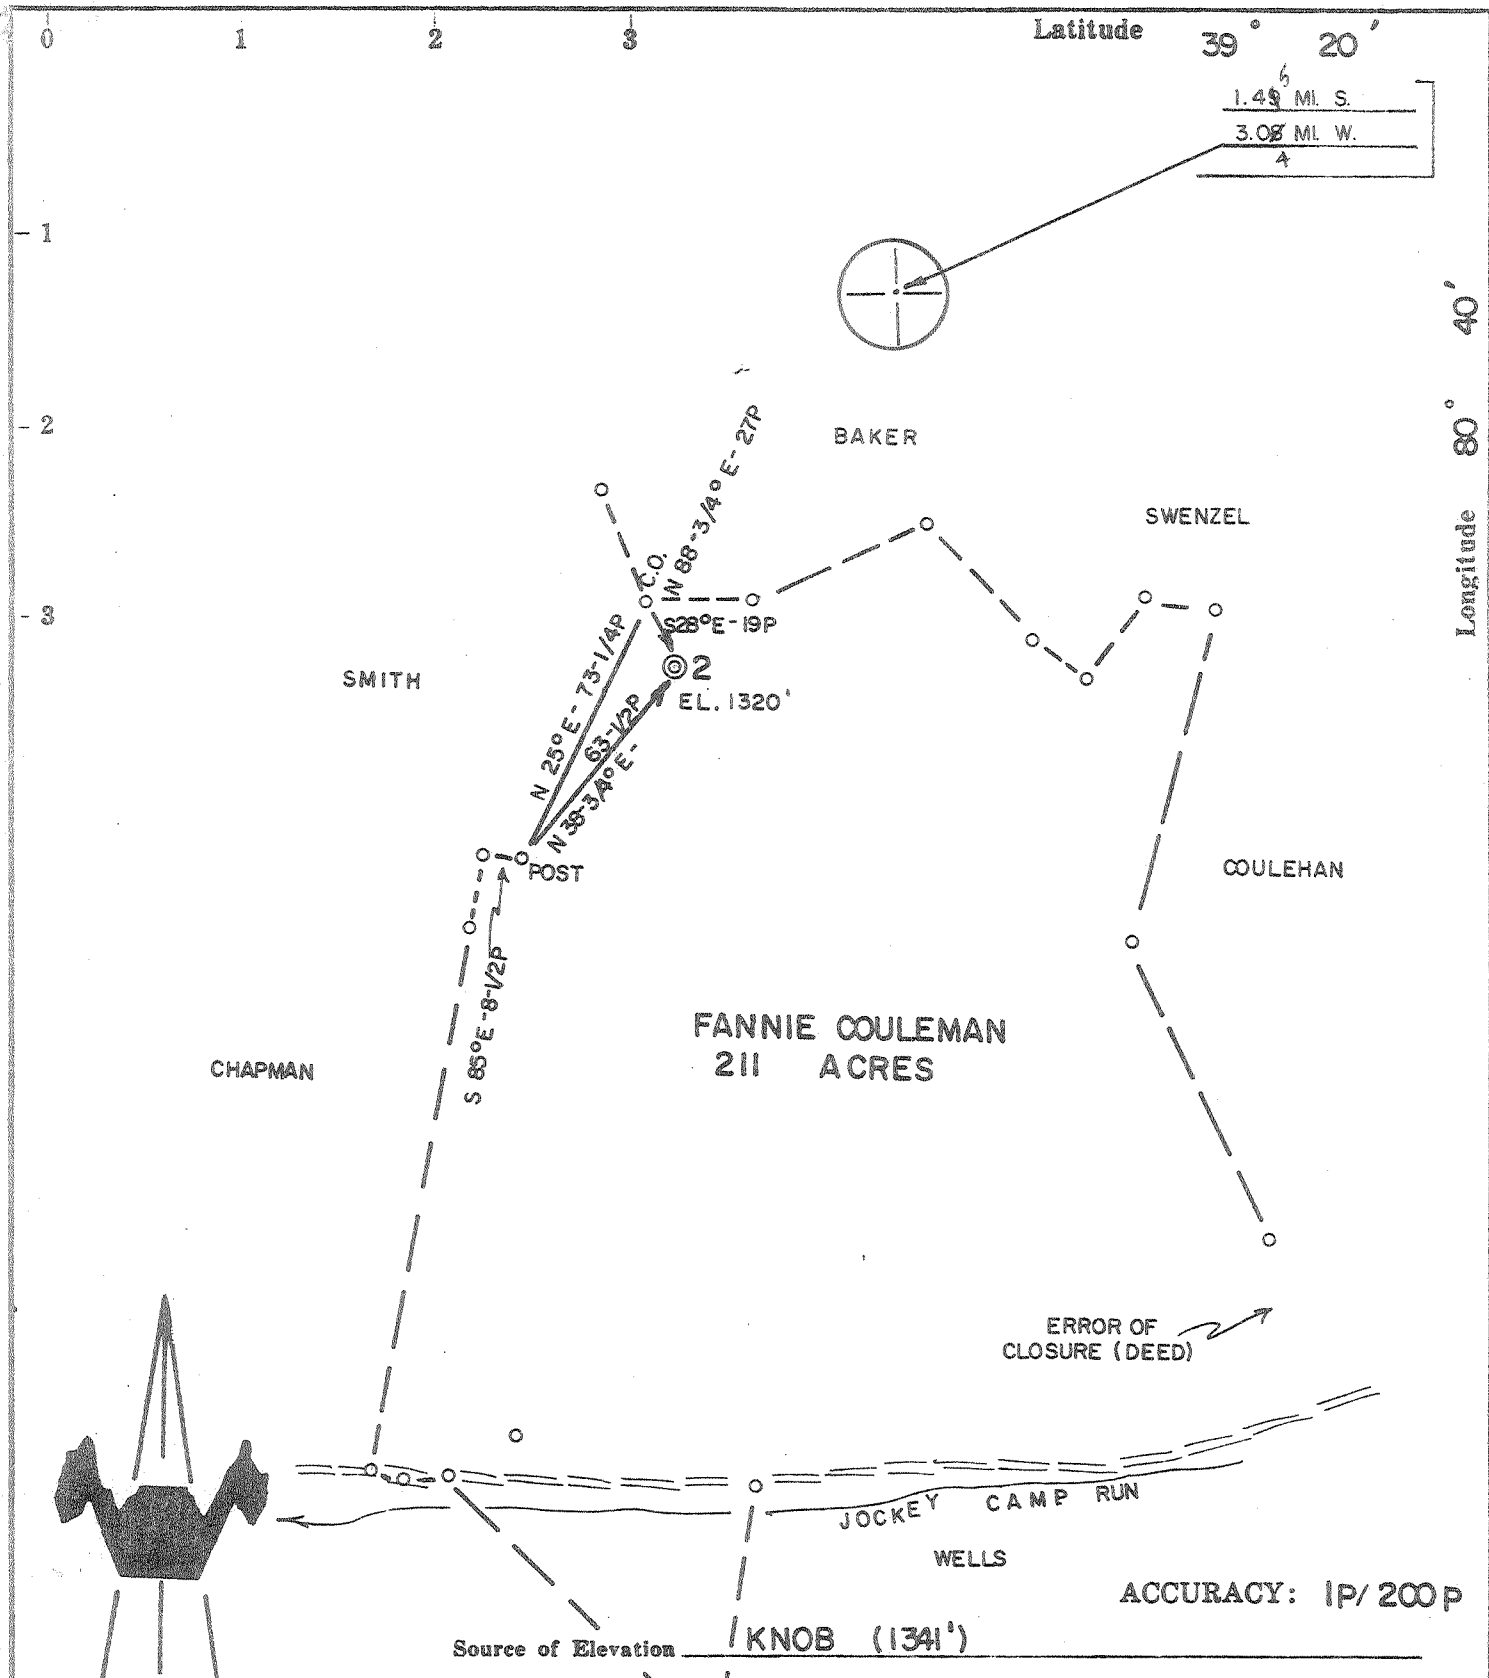 0 1 2 3 Latitude 39° 20'
6
1.49 MI. S.
3.08 MI. W.
4
- 1
40'
- 2
80°
Longitude
- 3
BAKER
SWENZEL
N 88-3/4° E- 27P
C.O.
S28°E-19P
2
EL. 1320'
SMITH
N 25° E- 73-1/4P
63-1/2P
N 38-3/4° E-
POST
COULEHAN
S 85° E-8-1/2P
FANNIE COULEMAN
211 ACRES
CHAPMAN
ERROR OF
CLOSURE (DEED)
JOCKEY CAMP RUN
WELLS
ACCURACY: 1P/ 200P
Source of Elevation KNOB (1341')